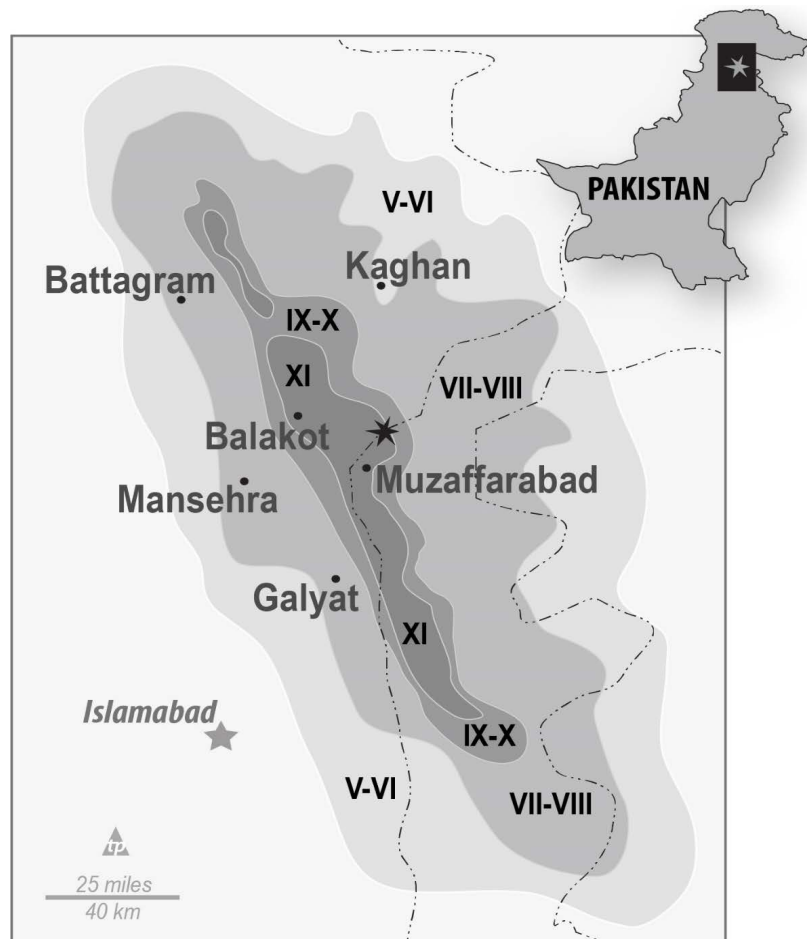 PAKISTAN
V-VI
Kaghan
Battagram
IX-X
XI
VII-VIII
Balakot
Muzaffarabad
Mansehra
Galyat
XI
Islamabad
IX-X
V-VI
VII-VIII
tp
25 miles
40 km